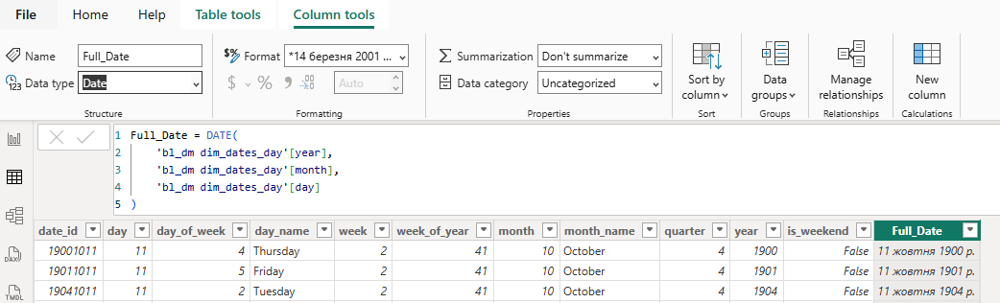 File Home Help Table tools Column tools
Name Full_Date $% Format *14 березня 2001 ... Summarization Don't summarize
Data type Date $ % Auto Data category Uncategorized
Sort by column Data groups Manage relationships New column
Structure Formatting Properties Sort Groups Relationships Calculations
1 Full_Date = DATE(
2 'bl_dm dim_dates_day'[year],
3 'bl_dm dim_dates_day'[month],
4 'bl_dm dim_dates_day'[day]
5 )
date_id day day_of_week day_name week week_of_year month month_name quarter year is_weekend Full_Date
19001011 11 4 Thursday 2 41 10 October 4 1900 False 11 жовтня 1900 р.
19011011 11 5 Friday 2 41 10 October 4 1901 False 11 жовтня 1901 р.
19041011 11 2 Tuesday 2 41 10 October 4 1904 False 11 жовтня 1904 р.
DAX
TMDL